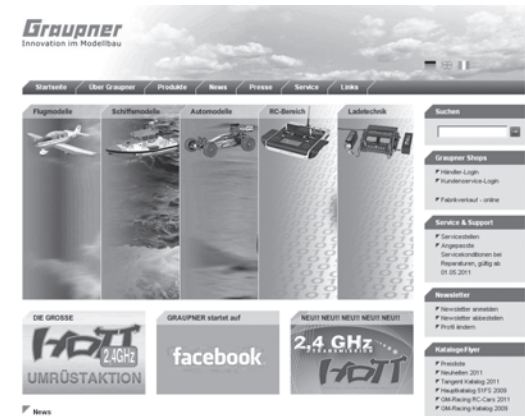 Graupner
Innovation im Modellbau
Startseite
Über Graupner
Produkte
News
Presse
Service
Links
Flugmodelle
Schiffsmodelle
Automodelle
RC-Bereich
Ladetechnik
Suchen
Graupner Shops
Händler-Login
Kundenservice-Login
Fabrikverkauf - online
Service & Support
Servicestellen
Angepasste
Servicekonditionen bei
Reparaturen, gültig ab
01.05.2011
Newsletter
Newsletter anmelden
Newsletter abbestellen
Profil ändern
Kataloge/Flyer
Preisliste
Neuheiten 2011
Tangent Katalog 2011
Hauptkatalog 51FS 2009
GM-Racing RC-Cars 2011
GM-Racing Katalog 2009
DIE GROSSE
HOTT
2,4GHz
UMRÜSTAKTION
GRAUPNER startet auf
facebook
NEU!!! NEU!!! NEU!!! NEU!!! NEU!!!
2.4 GHz
TRANSMISSION
HOTT
News